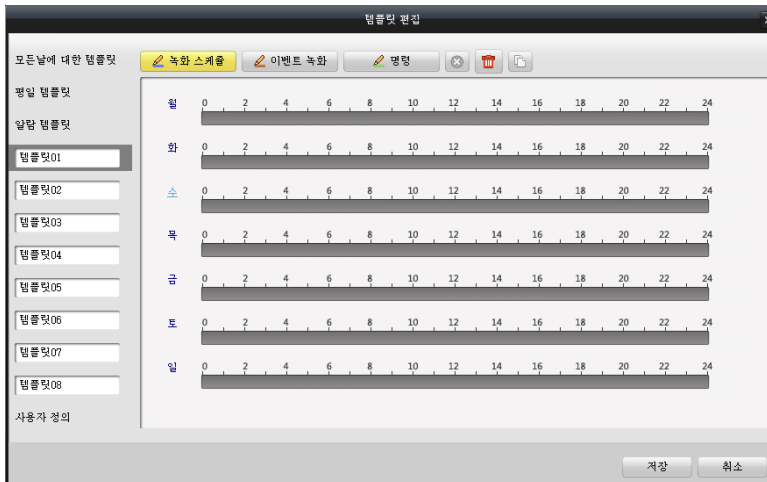 템플릿 편집
모든날에 대한 템플릿
녹화 스케줄 이벤트 녹화 명령
평일 템플릿
알람 템플릿
템플릿01
템플릿02
템플릿03
템플릿04
템플릿05
템플릿06
템플릿07
템플릿08
사용자 정의
월 0 2 4 6 8 10 12 14 16 18 20 22 24
화 0 2 4 6 8 10 12 14 16 18 20 22 24
수 0 2 4 6 8 10 12 14 16 18 20 22 24
목 0 2 4 6 8 10 12 14 16 18 20 22 24
금 0 2 4 6 8 10 12 14 16 18 20 22 24
토 0 2 4 6 8 10 12 14 16 18 20 22 24
일 0 2 4 6 8 10 12 14 16 18 20 22 24
저장 취소